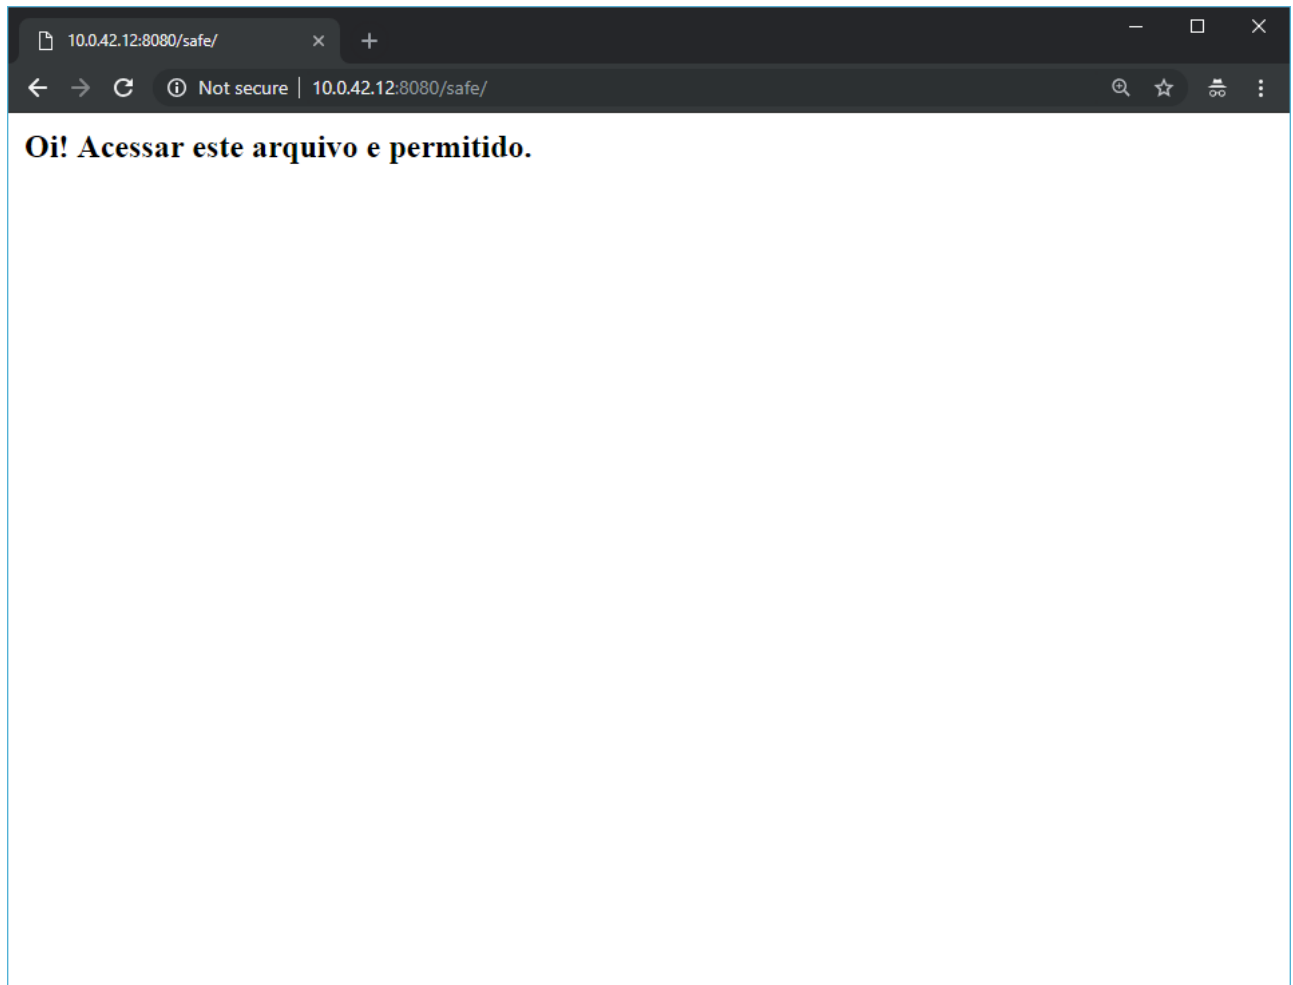 10.0.42.12:8080/safe/
Not secure 10.0.42.12:8080/safe/
Oi! Acessar este arquivo e permitido.